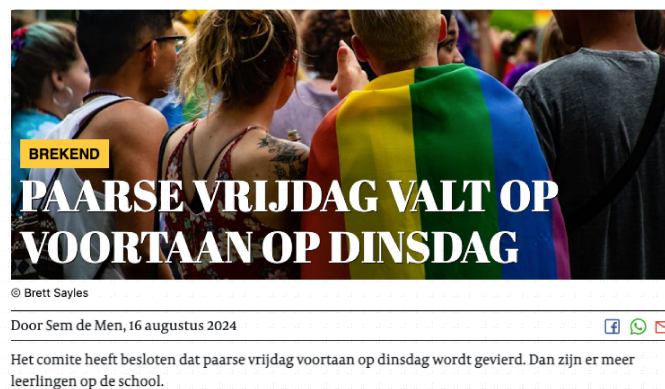 BREKEND
PAARSE VRIJDAG VALT OP
VOORTAAN OP DINSDAG
© Brett Sayles
Door Sem de Men, 16 augustus 2024
Het comite heeft besloten dat paarse vrijdag voortaan op dinsdag wordt gevierd. Dan zijn er meer
leerlingen op de school.